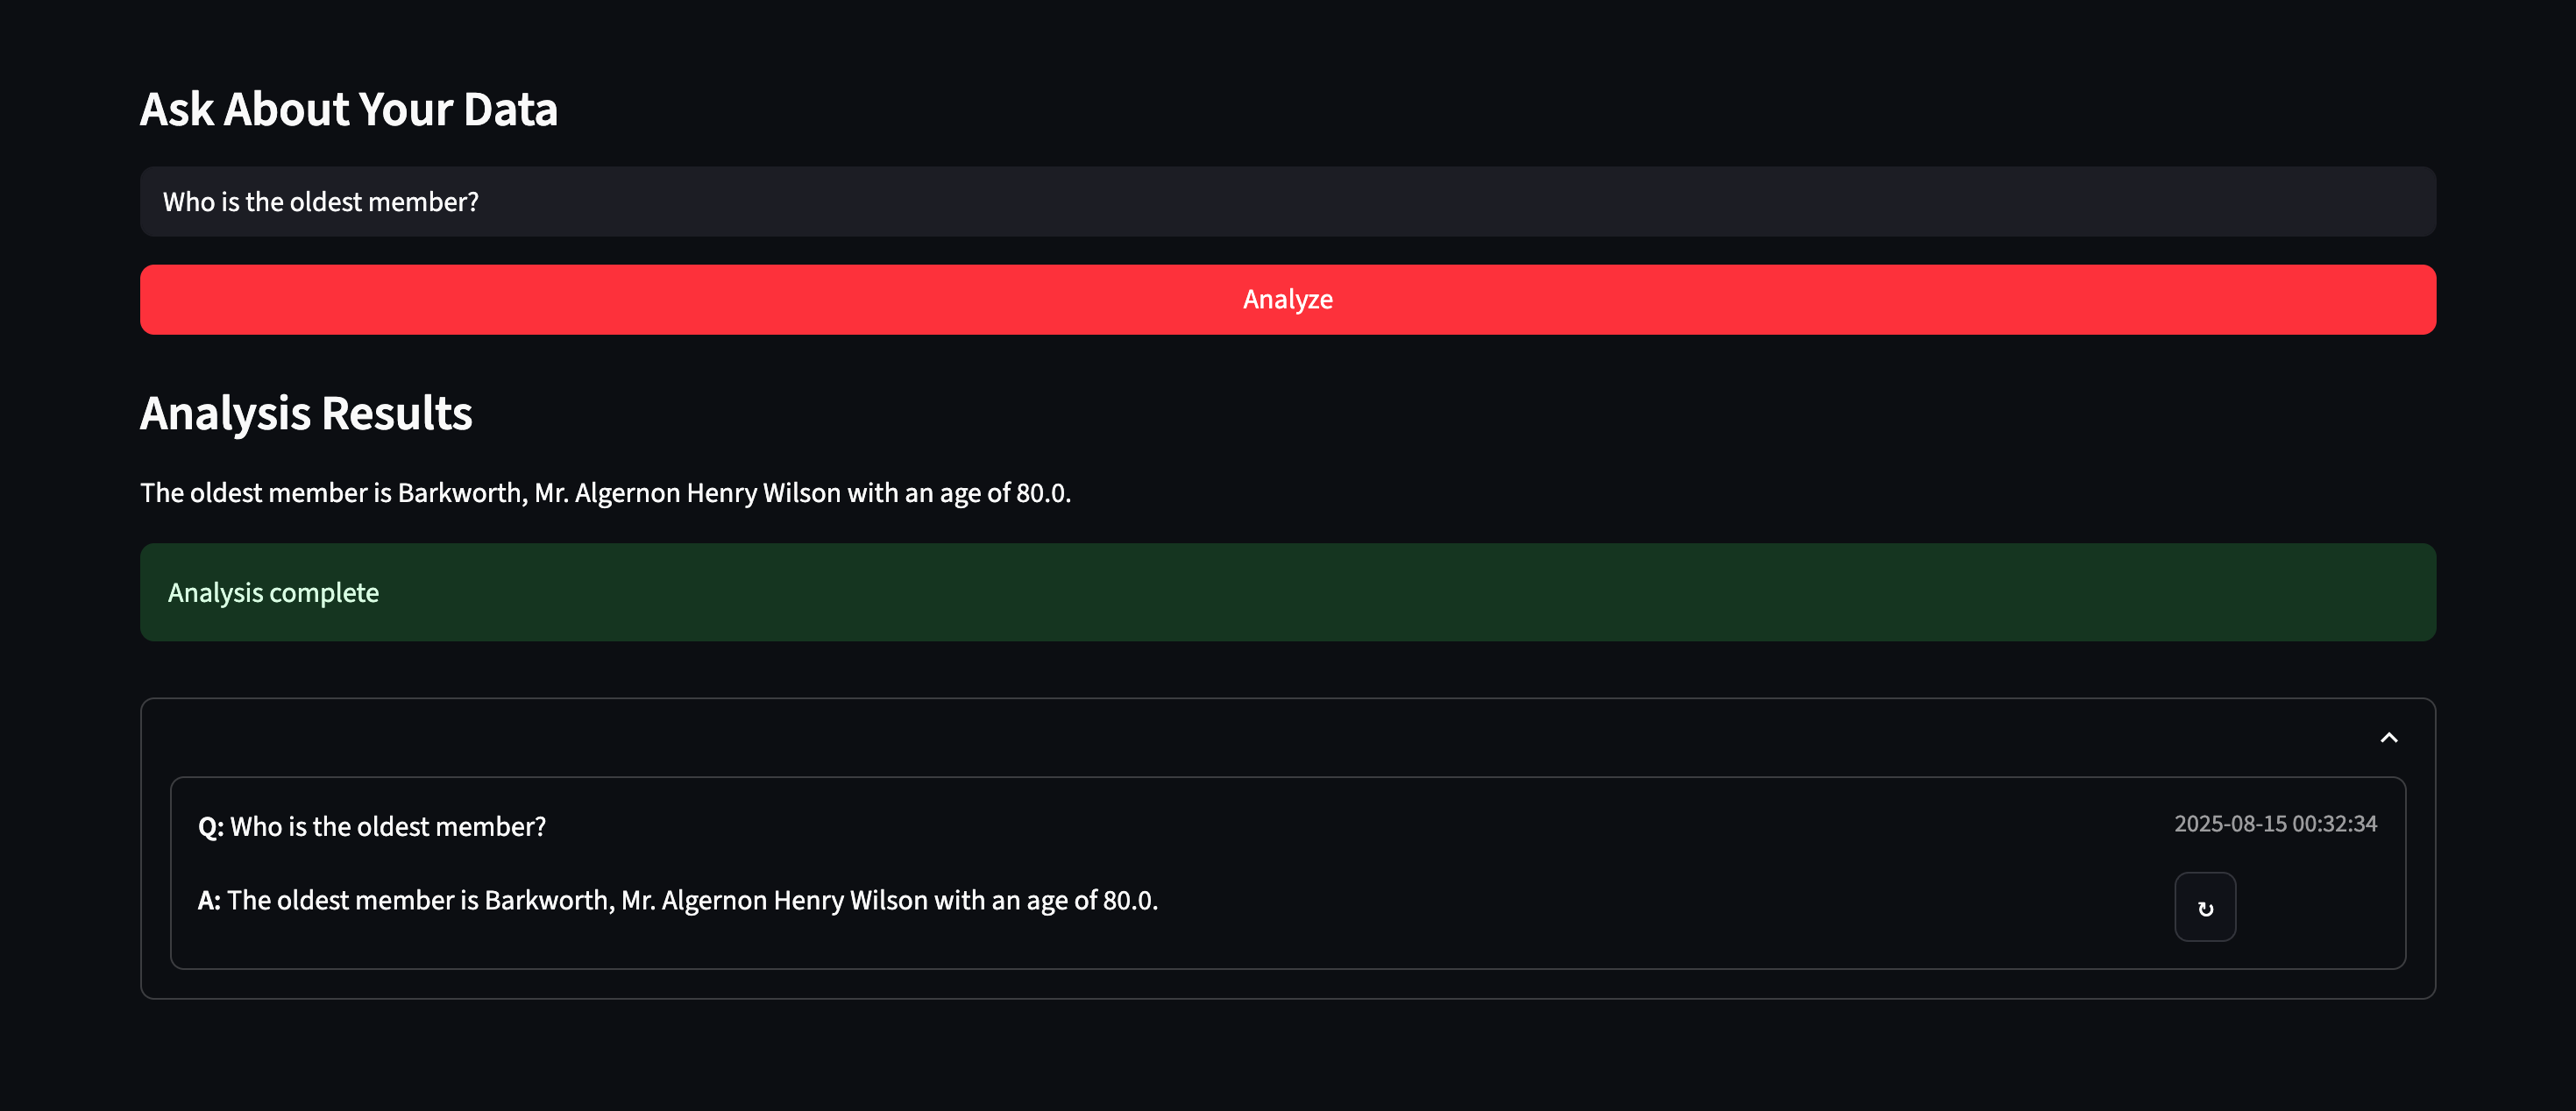 Ask About Your Data
Who is the oldest member?
Analyze
Analysis Results
The oldest member is Barkworth, Mr. Algernon Henry Wilson with an age of 80.0.
Analysis complete
Q: Who is the oldest member?
2025-08-15 00:32:34
A: The oldest member is Barkworth, Mr. Algernon Henry Wilson with an age of 80.0.
↻